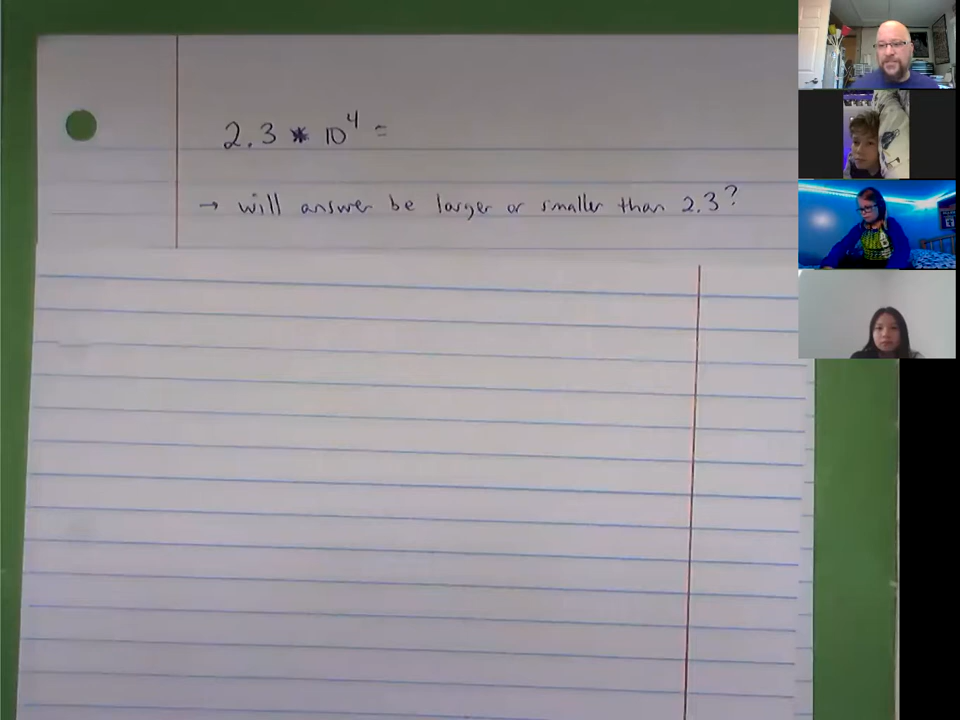 2.3 * 10⁴ =
→ will answer be larger or smaller than 2.3?